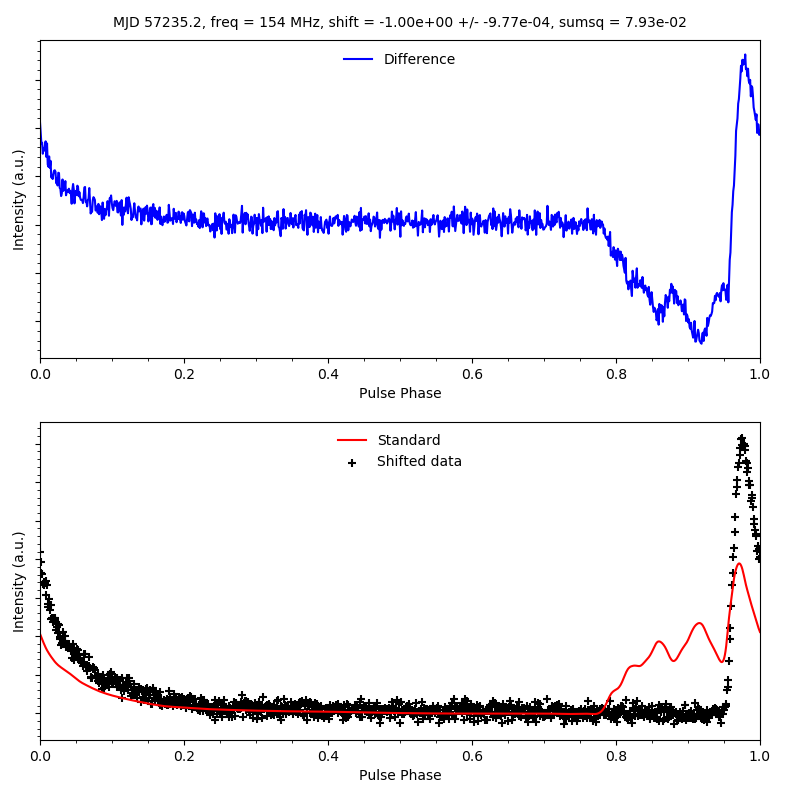 MJD 57235.2, freq = 154 MHz, shift = -1.00e+00 +/- -9.77e-04, sumsq = 7.93e-02
Difference
Intensity (a.u.)
0.0 0.2 0.4 0.6 0.8 1.0
Pulse Phase
Standard
Shifted data
Intensity (a.u.)
0.0 0.2 0.4 0.6 0.8 1.0
Pulse Phase